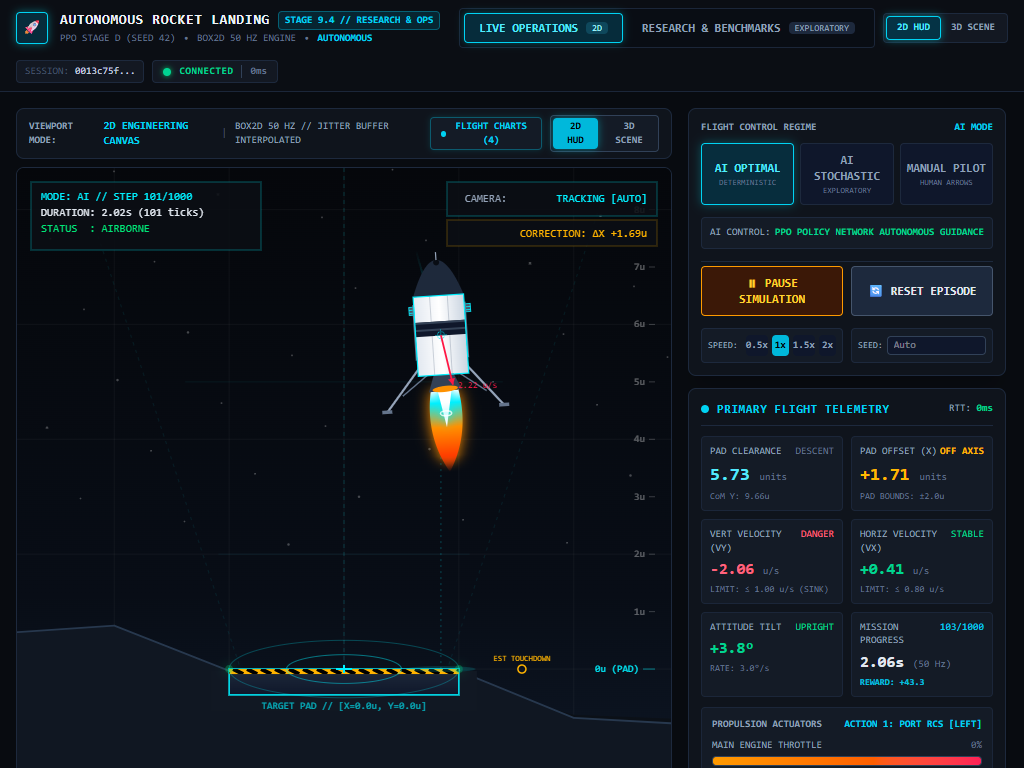 AUTONOMOUS ROCKET LANDING
STAGE 9.4 // RESEARCH & OPS
PPO STAGE D (SEED 42) • BOX2D 50 HZ ENGINE • AUTONOMOUS
LIVE OPERATIONS 2D
RESEARCH & BENCHMARKS EXPLORATORY
2D HUD
3D SCENE
SESSION: 0013c75f...
CONNECTED 0ms
VIEWPORT MODE:
2D ENGINEERING CANVAS
BOX2D 50 HZ // JITTER BUFFER INTERPOLATED
FLIGHT CHARTS (4)
2D HUD
3D SCENE
MODE: AI // STEP 101/1000
DURATION: 2.02s (101 ticks)
STATUS : AIRBORNE
CAMERA: TRACKING [AUTO]
CORRECTION: ΔX +1.69u
7u
6u
5u
4u
3u
2u
1u
0u (PAD)
EST TOUCHDOWN
TARGET PAD // [X=0.0u, Y=0.0u]
FLIGHT CONTROL REGIME
AI MODE
AI OPTIMAL
DETERMINISTIC
AI STOCHASTIC
EXPLORATORY
MANUAL PILOT
HUMAN ARROWS
AI CONTROL: PPO POLICY NETWORK AUTONOMOUS GUIDANCE
⏸ PAUSE SIMULATION
🔄 RESET EPISODE
SPEED: 0.5x 1x 1.5x 2x
SEED: Auto
PRIMARY FLIGHT TELEMETRY
RTT: 0ms
PAD CLEARANCE DESCENT
5.73 units
CoM Y: 9.66u
PAD OFFSET (X) OFF AXIS
+1.71 units
PAD BOUNDS: ±2.0u
VERT VELOCITY (VY) DANGER
-2.06 u/s
LIMIT: ≤ 1.00 u/s (SINK)
HORIZ VELOCITY (VX) STABLE
+0.41 u/s
LIMIT: ≤ 0.80 u/s
ATTITUDE TILT UPRIGHT
+3.8°
RATE: 3.0°/s
MISSION PROGRESS 103/1000
2.06s (50 Hz)
REWARD: +43.3
PROPULSION ACTUATORS
ACTION 1: PORT RCS [LEFT]
MAIN ENGINE THROTTLE 0%